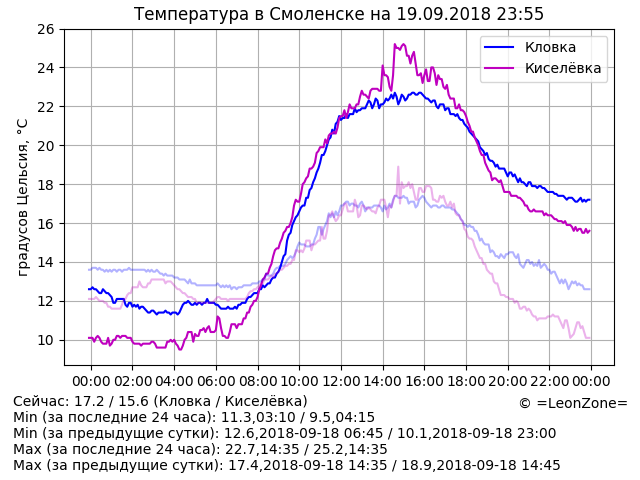 Температура в Смоленске на 19.09.2018 23:55
26
24
22
20
18
16
14
12
10
градусов Цельсия, °C
Кловка
Киселёвка
00:00 02:00 04:00 06:00 08:00 10:00 12:00 14:00 16:00 18:00 20:00 22:00 00:00
Сейчас: 17.2 / 15.6 (Кловка / Киселёвка)
© =LeonZone=
Min (за последние 24 часа): 11.3,03:10 / 9.5,04:15
Min (за предыдущие сутки): 12.6,2018-09-18 06:45 / 10.1,2018-09-18 23:00
Max (за последние 24 часа): 22.7,14:35 / 25.2,14:35
Max (за предыдущие сутки): 17.4,2018-09-18 14:35 / 18.9,2018-09-18 14:45